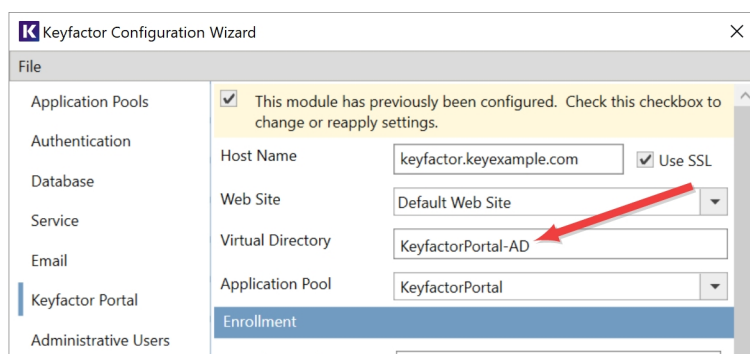 K Keyfactor Configuration Wizard
File
Application Pools
Authentication
Database
Service
Email
Keyfactor Portal
Administrative Users
This module has previously been configured. Check this checkbox to
change or reapply settings.
Host Name keyfactor.keyexample.com Use SSL
Web Site Default Web Site
Virtual Directory KeyfactorPortal-AD
Application Pool KeyfactorPortal
Enrollment